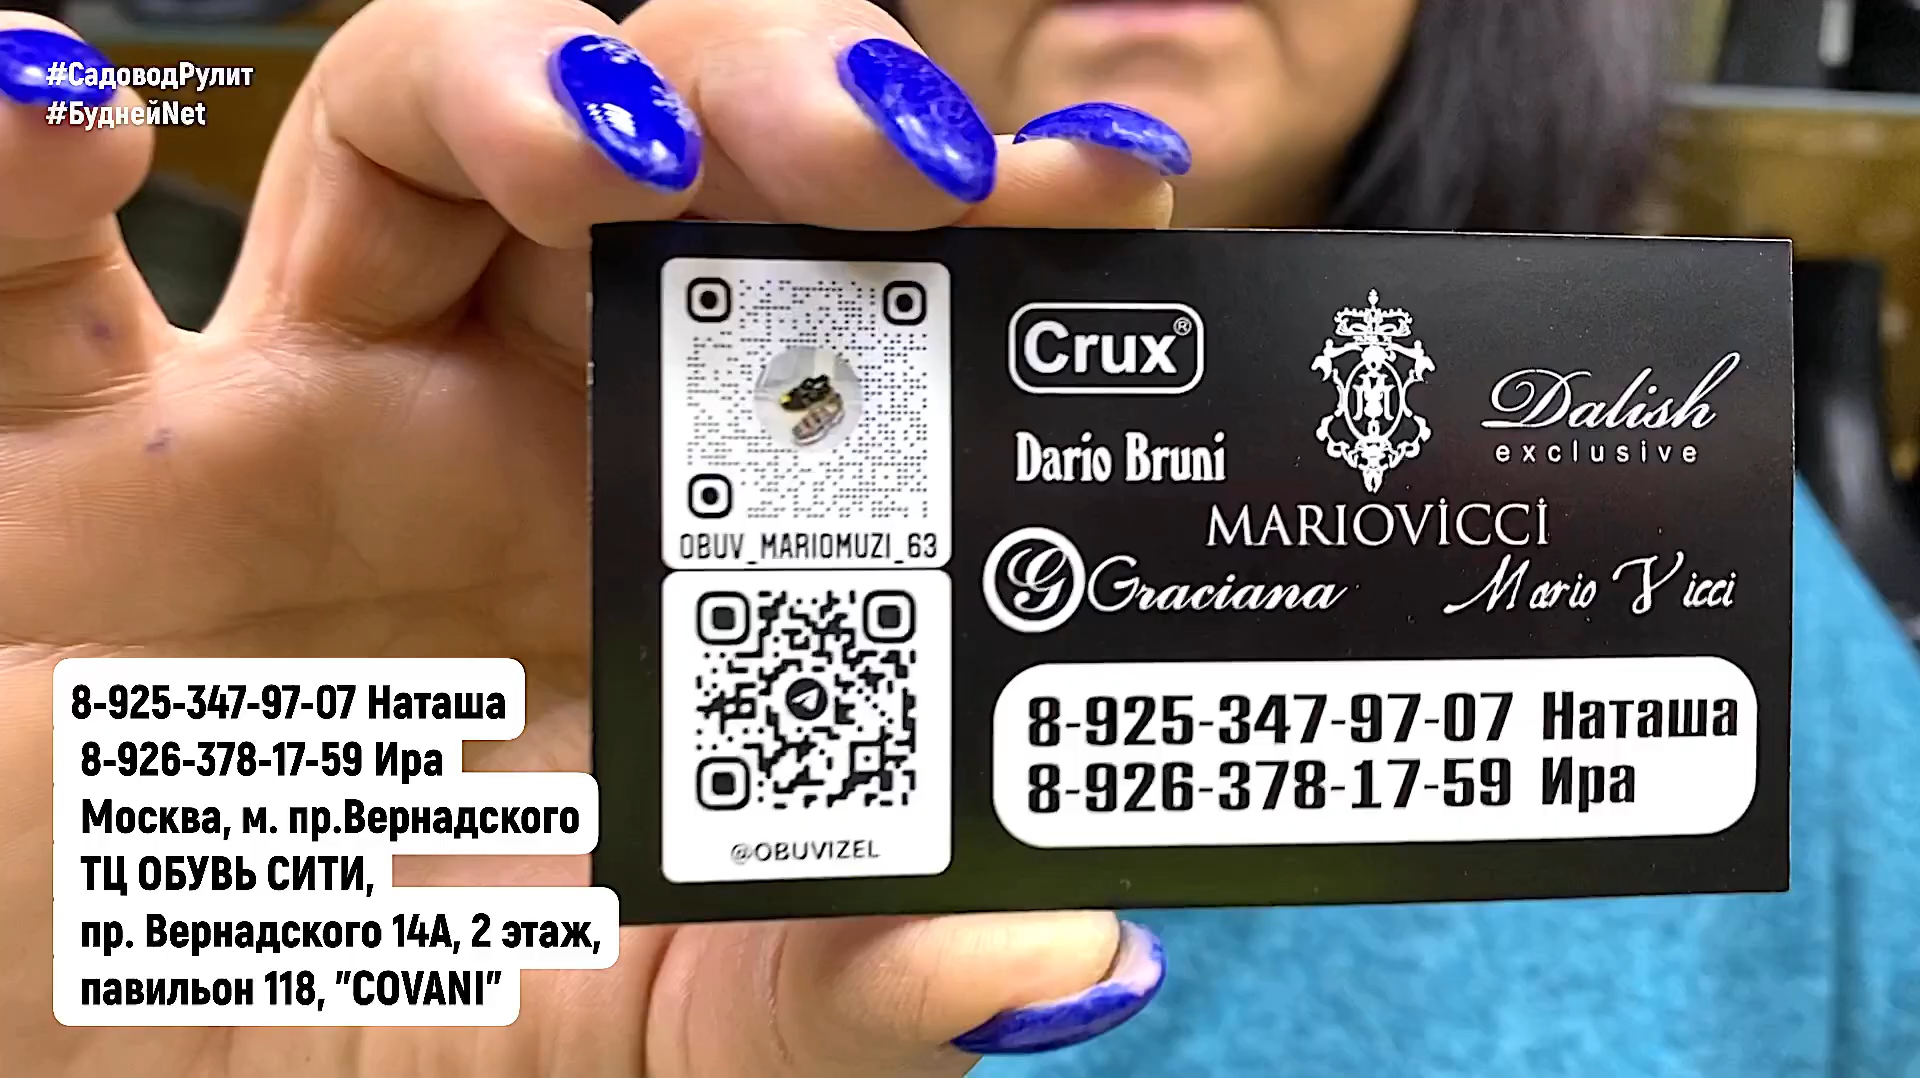 #СадоводРулит
#БуднейNet
OBUV_MARIOMUZI_63
@OBUVIZEL
Crux®
Dario Bruni
Dalish
exclusive
MARIOVICCI
Graciana
Mario Vicci
8-925-347-97-07 Наташа
8-926-378-17-59 Ира
8-925-347-97-07 Наташа
8-926-378-17-59 Ира
Москва, м. пр.Вернадского
ТЦ ОБУВЬ СИТИ,
пр. Вернадского 14А, 2 этаж,
павильон 118, "COVANI"